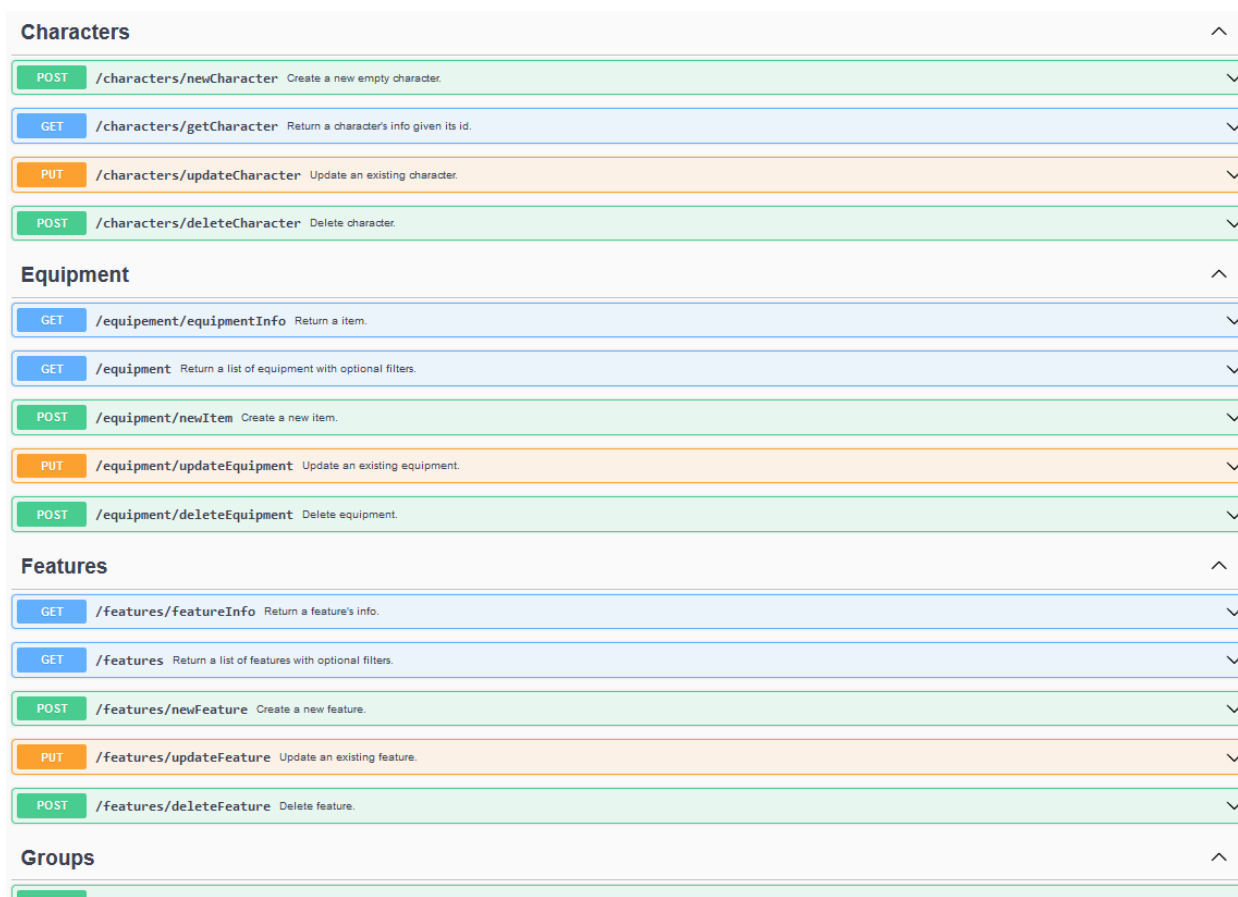 Characters
POST /characters/newCharacter Create a new empty character.
GET /characters/getCharacter Return a character's info given its id.
PUT /characters/updateCharacter Update an existing character.
POST /characters/deleteCharacter Delete character.
Equipment
GET /equipement/equipmentInfo Return a item.
GET /equipment Return a list of equipment with optional filters.
POST /equipment/newItem Create a new item.
PUT /equipment/updateEquipment Update an existing equipment.
POST /equipment/deleteEquipment Delete equipment.
Features
GET /features/featureInfo Return a feature's info.
GET /features Return a list of features with optional filters.
POST /features/newFeature Create a new feature.
PUT /features/updateFeature Update an existing feature.
POST /features/deleteFeature Delete feature.
Groups